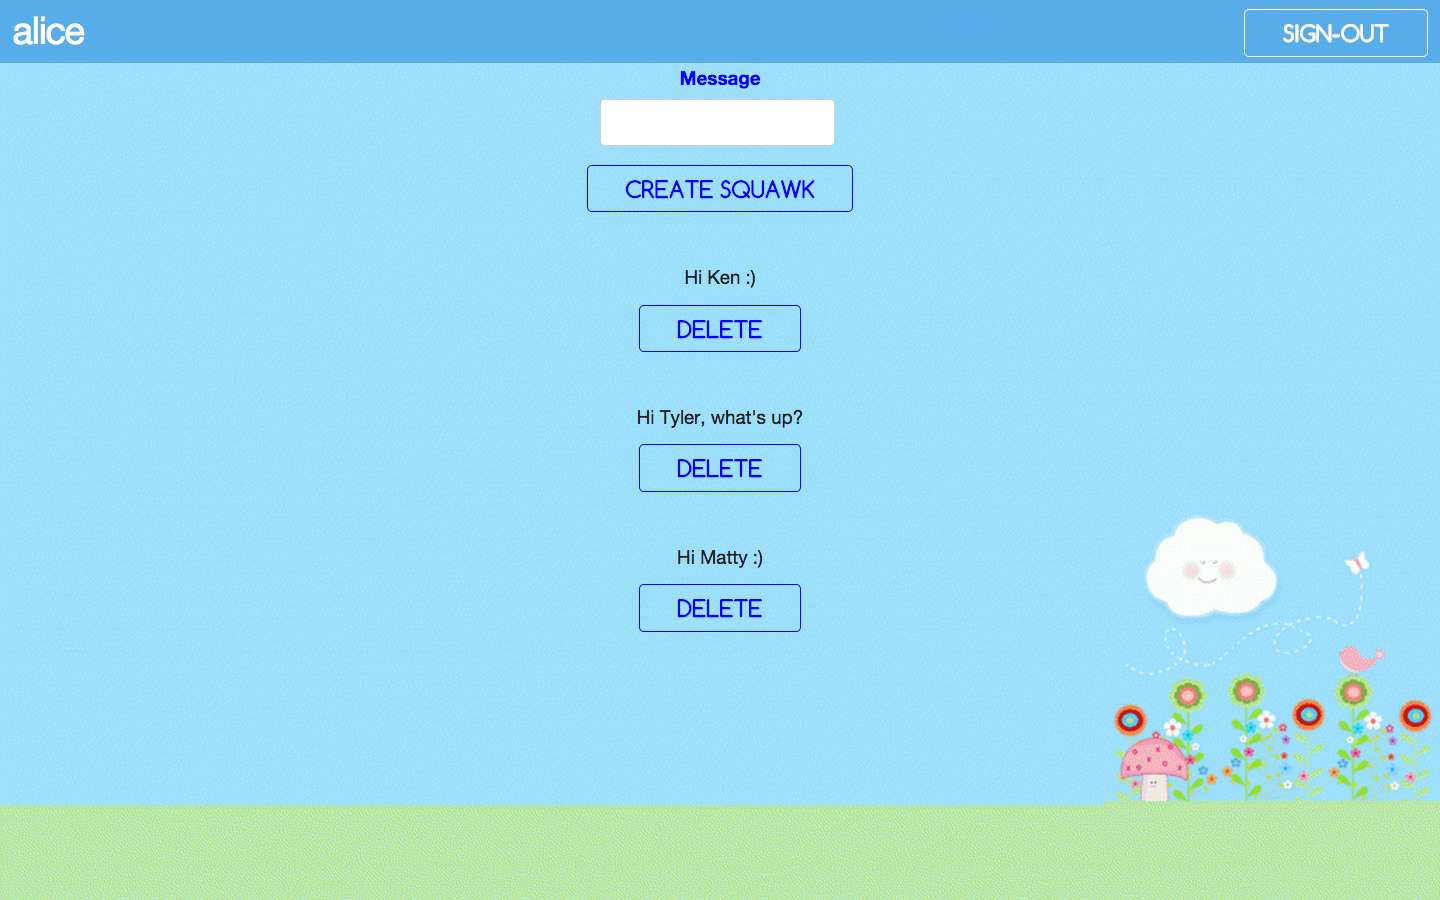 alice
SIGN-OUT
Message
CREATE SQUAWK
Hi Ken :)
DELETE
Hi Tyler, what's up?
DELETE
Hi Matty :)
DELETE